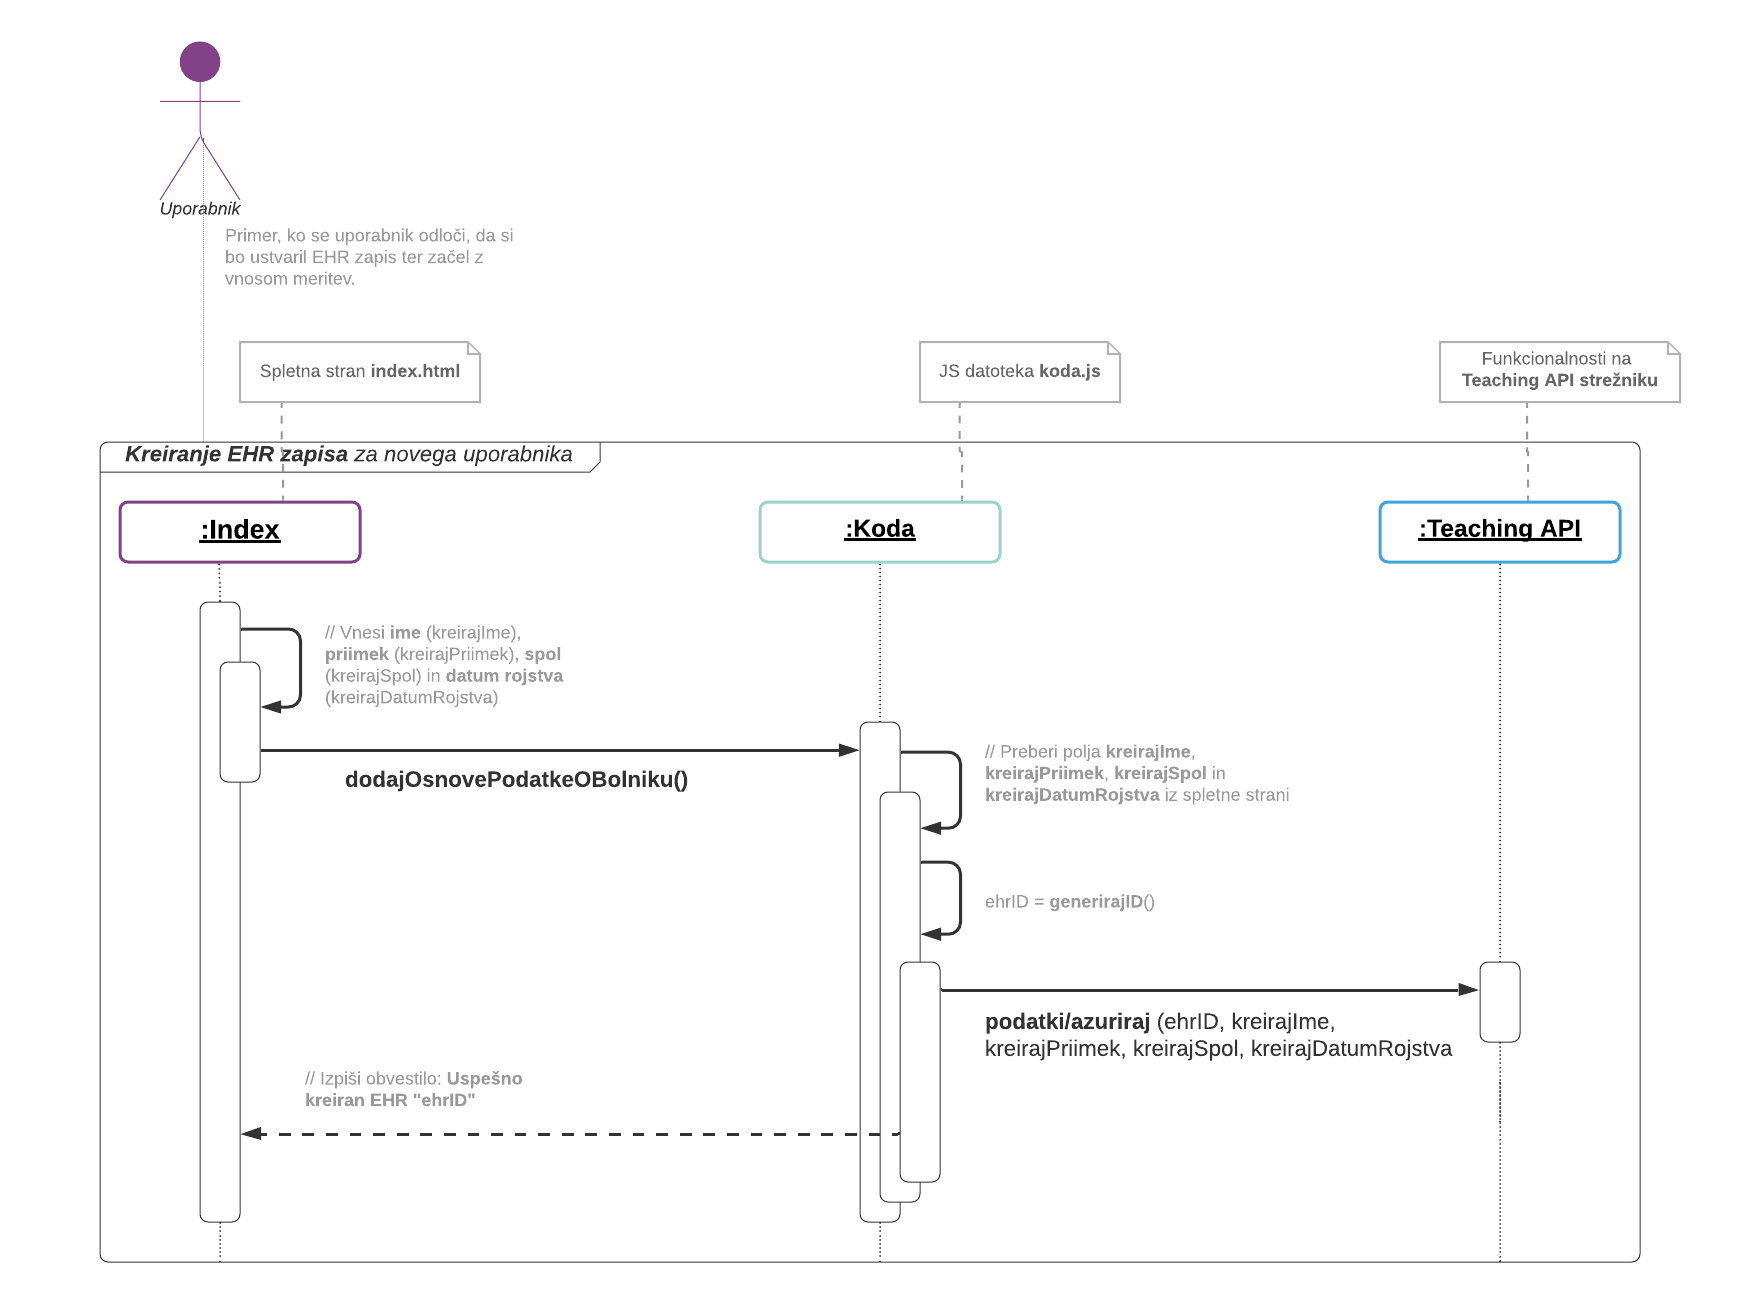 Uporabnik
Primer, ko se uporabnik odloči, da si
bo ustvaril EHR zapis ter začel z
vnosom meritev.
Spletna stran index.html
JS datoteka koda.js
Funkcionalnosti na
Teaching API strežniku
Kreiranje EHR zapisa za novega uporabnika
:Index
:Koda
:Teaching API
// Vnesi ime (kreirajIme),
priimek (kreirajPriimek), spol
(kreirajSpol) in datum rojstva
(kreirajDatumRojstva)
dodajOsnovePodatkeOBolniku()
// Preberi polja kreirajIme,
kreirajPriimek, kreirajSpol in
kreirajDatumRojstva iz spletne strani
ehrID = generirajID()
podatki/azuriraj (ehrID, kreirajIme,
kreirajPriimek, kreirajSpol, kreirajDatumRojstva
// Izpiši obvestilo: Uspešno
kreiran EHR "ehrID"